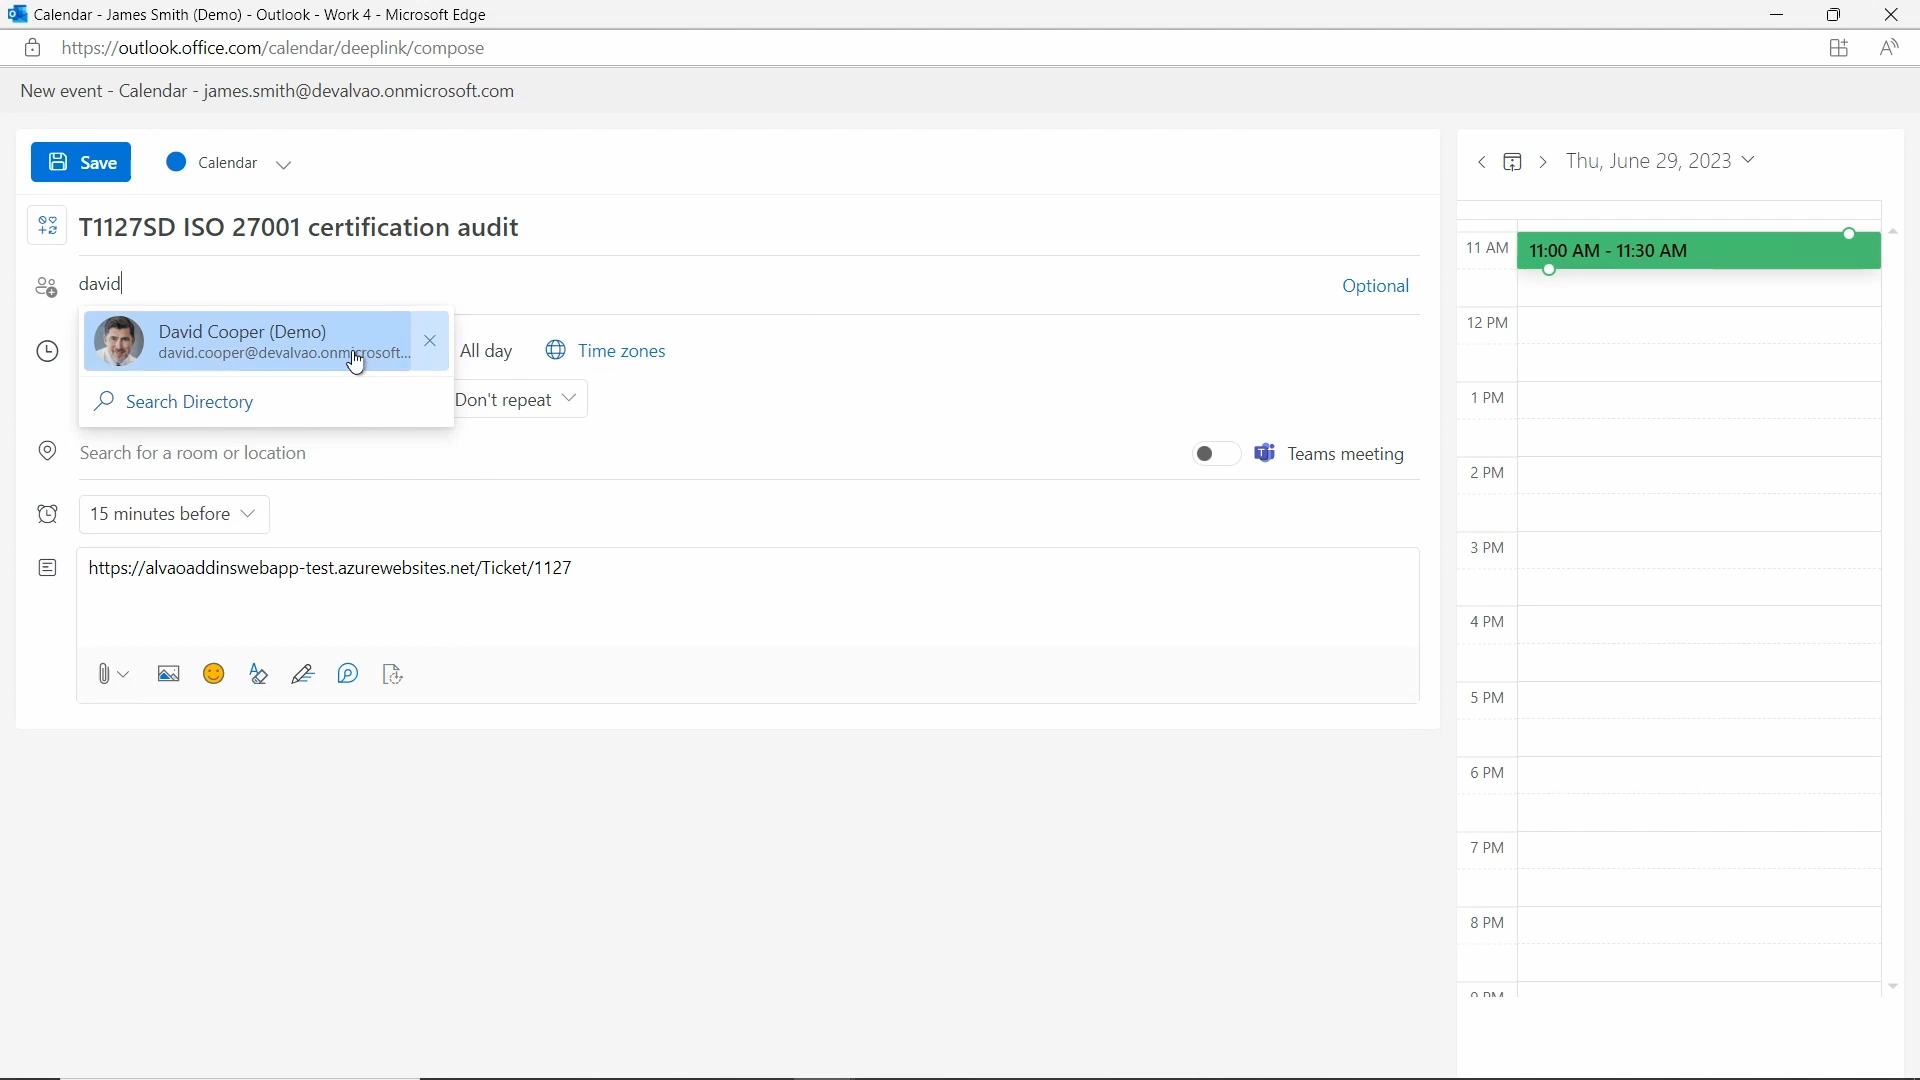 Calendar - James Smith (Demo) - Outlook - Work 4 - Microsoft Edge
https://outlook.office.com/calendar/deeplink/compose
New event - Calendar - james.smith@devalvao.onmicrosoft.com
Save
Calendar
Thu, June 29, 2023
T1127SD ISO 27001 certification audit
david
Optional
David Cooper (Demo)
david.cooper@devalvao.onmicrosoft...
All day
Time zones
Search Directory
Don't repeat
Search for a room or location
Teams meeting
15 minutes before
https://alvaoaddinswebapp-test.azurewebsites.net/Ticket/1127
11 AM
11:00 AM - 11:30 AM
12 PM
1 PM
2 PM
3 PM
4 PM
5 PM
6 PM
7 PM
8 PM
9 PM